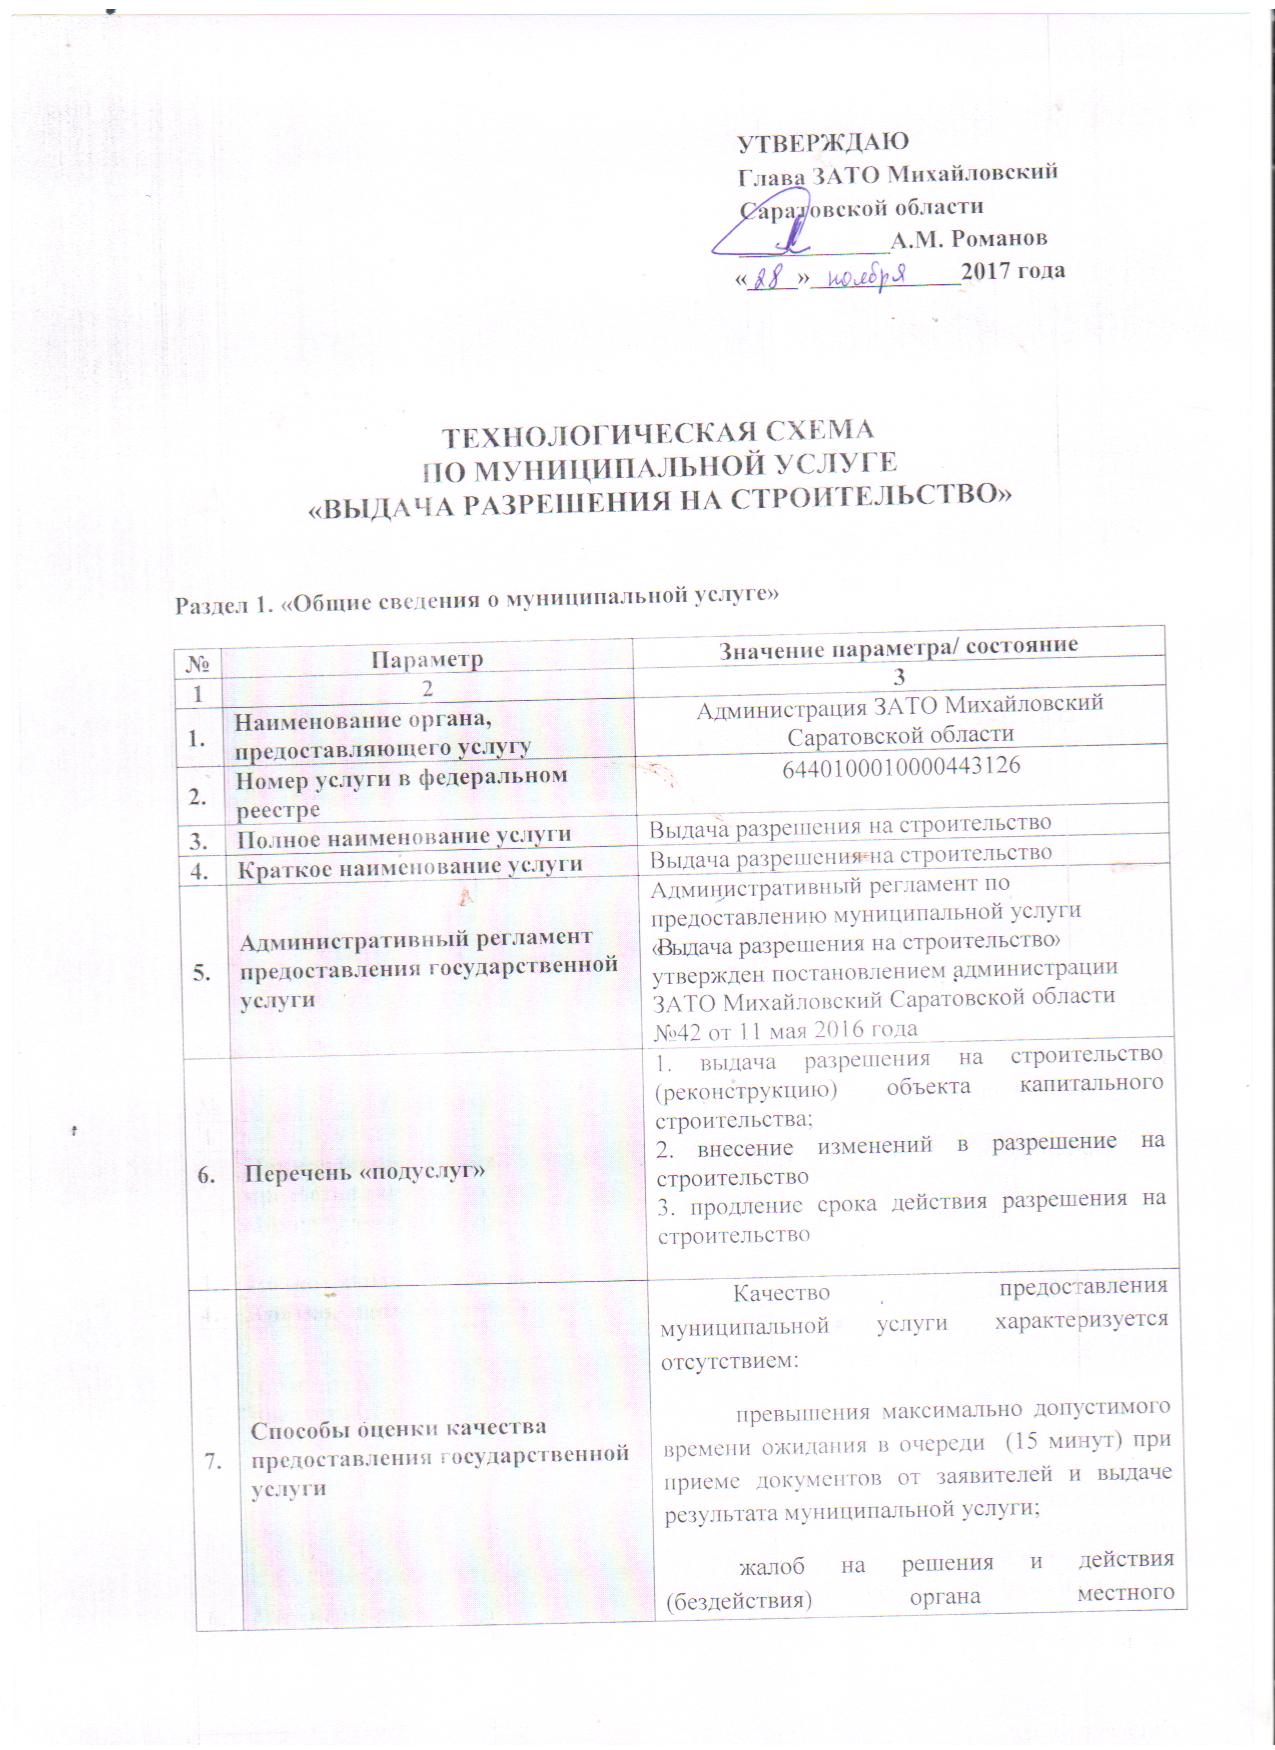 УТВЕРЖДАЮ
Глава ЗАТО Михайловский
Саратовской области
____________А.М. Романов
«28» ноября 2017 года
ТЕХНОЛОГИЧЕСКАЯ СХЕМА
ПО МУНИЦИПАЛЬНОЙ УСЛУГЕ
«ВЫДАЧА РАЗРЕШЕНИЯ НА СТРОИТЕЛЬСТВО»
Раздел 1. «Общие сведения о муниципальной услуге»
№ Параметр Значение параметра/ состояние
1 2 3
1. Наименование органа,
предоставляющего услугу
Администрация ЗАТО Михайловский
Саратовской области
2. Номер услуги в федеральном
реестре
6440100010000443126
3. Полное наименование услуги Выдача разрешения на строительство
4. Краткое наименование услуги Выдача разрешения на строительство
5. Административный регламент
предоставления государственной
услуги
Административный регламент по
предоставлению муниципальной услуги
«Выдача разрешения на строительство»
утвержден постановлением администрации
ЗАТО Михайловский Саратовской области
№42 от 11 мая 2016 года
6. Перечень «подуслуг»
1. выдача разрешения на строительство
(реконструкцию) объекта капитального
строительства;
2. внесение изменений в разрешение на
строительство
3. продление срока действия разрешения на
строительство
7. Способы оценки качества
предоставления государственной
услуги
Качество предоставления
муниципальной услуги характеризуется
отсутствием:
превышения максимально допустимого
времени ожидания в очереди (15 минут) при
приеме документов от заявителей и выдаче
результата муниципальной услуги;
жалоб на решения и действия
(бездействия) органа местного